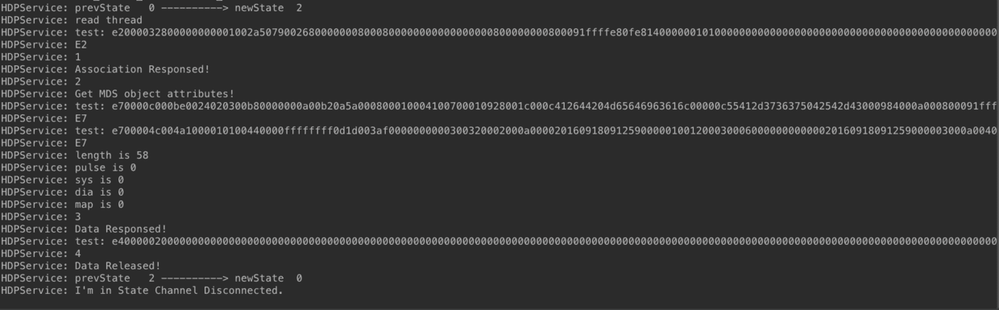 HDPService: prevState   0 ----------> newState  2
HDPService: read thread
HDPService: test: e2000032800000000001002a507900268000000080008000000000000000800000000800091ffffe80fe814000000101000000000000000000000000000000000000000000000
HDPService: E2
HDPService: 1
HDPService: Association Responsed!
HDPService: 2
HDPService: Get MDS object attributes!
HDPService: test: e70000c000be0024020300b80000000a00b20a5a000800010004100700010928001c000c412644204d65646963616c00000c55412d3736375042542d43000984000a000800091fff
HDPService: E7
HDPService: test: e700004c004a1000010100440000ffffffff0d1d003af0000000000300320002000a0000201609180912590000010012000300060000000000000201609180912590000003000a0040
HDPService: E7
HDPService: length is 58
HDPService: pulse is 0
HDPService: sys is 0
HDPService: dia is 0
HDPService: map is 0
HDPService: 3
HDPService: Data Responsed!
HDPService: test: e4000002000000000000000000000000000000000000000000000000000000000000000000000000000000000000000000000000000000000000000000000000000000000000
HDPService: 4
HDPService: Data Released!
HDPService: prevState   2 ----------> newState  0
HDPService: I'm in State Channel Disconnected.